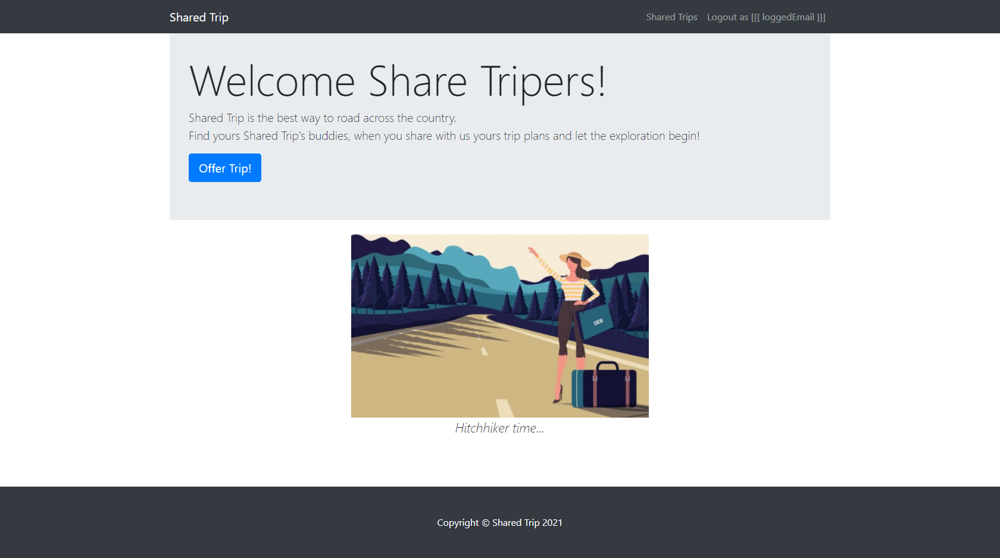 Shared Trip
Shared Trips
Logout as [{{ loggedEmail }}]
Welcome Share Tripers!
Shared Trip is the best way to road across the country.
Find yours Shared Trip's buddies, when you share with us yours trip plans and let the exploration begin!
Offer Trip!
CUCHI
Hitchhiker time...
Copyright © Shared Trip 2021